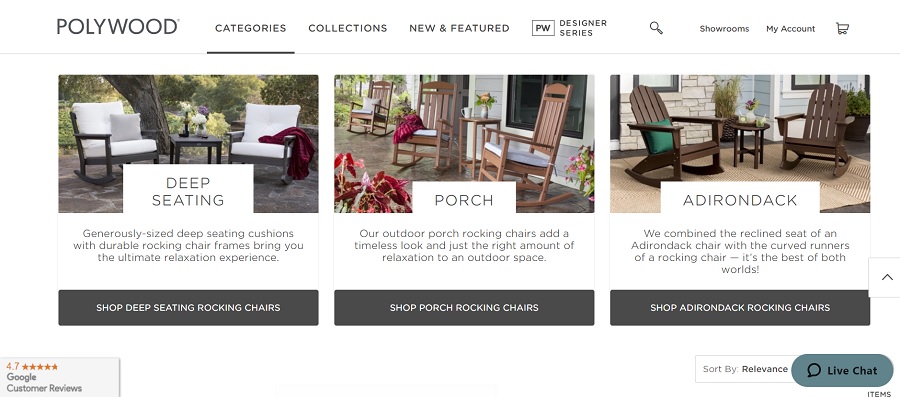 POLYWOOD
CATEGORIES
COLLECTIONS
NEW & FEATURED
PW
DESIGNER
SERIES
Showrooms
My Account
DEEP
SEATING
Generously-sized deep seating cushions
with durable rocking chair frames bring you
the ultimate relaxation experience.
SHOP DEEP SEATING ROCKING CHAIRS
PORCH
Our outdoor porch rocking chairs add a
timeless look and just the right amount of
relaxation to an outdoor space.
SHOP PORCH ROCKING CHAIRS
ADIRONDACK
We combined the reclined seat of an
Adirondack chair with the curved runners
of a rocking chair — it's the best of both
worlds!
SHOP ADIRONDACK ROCKING CHAIRS
4.7
Google
Customer Reviews
Sort By: Relevance
Live Chat
ITEMS